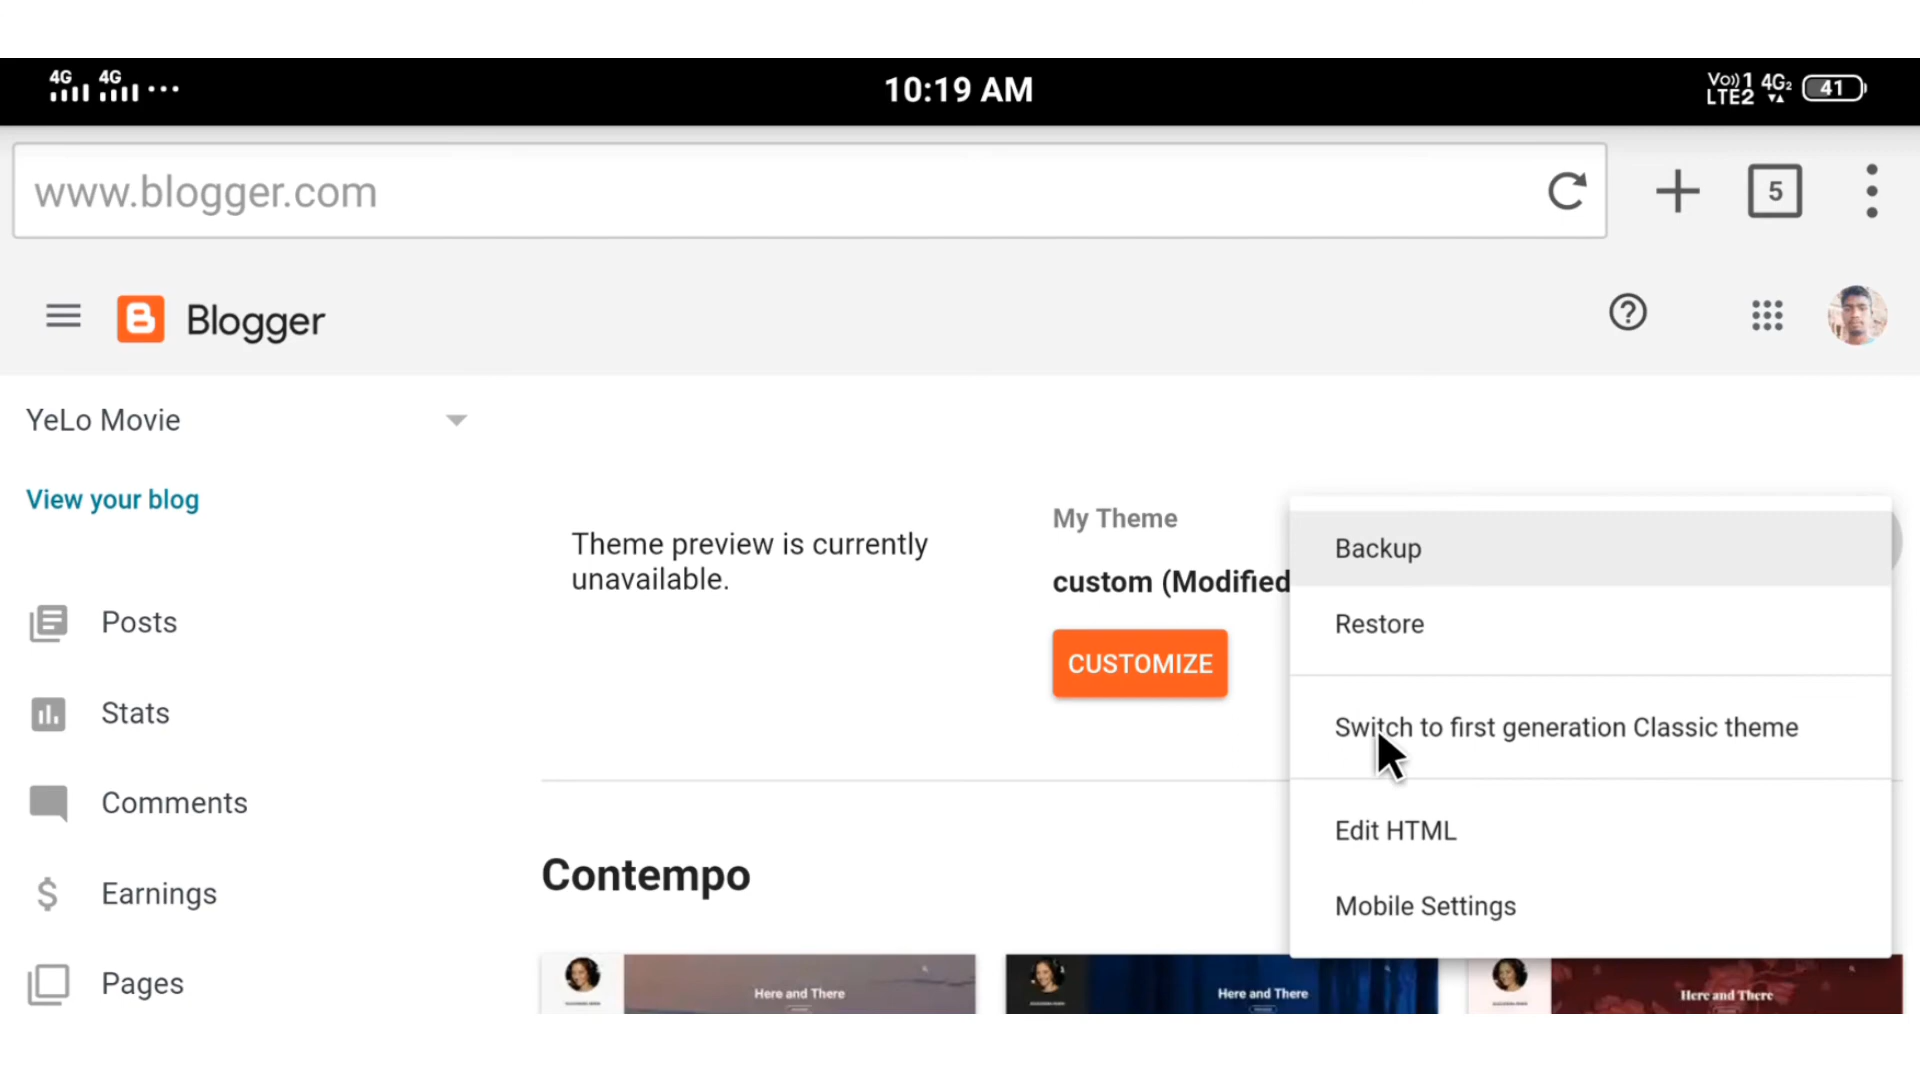 4G 4G
10:19 AM
Vo)) 1 4G2
LTE2
41
www.blogger.com
5
Blogger
YeLo Movie
View your blog
Posts
Stats
Comments
Earnings
Pages
Theme preview is currently
unavailable.
My Theme
custom (Modified
CUSTOMIZE
Backup
Restore
Switch to first generation Classic theme
Edit HTML
Mobile Settings
Contempo
Here and There
Here and There
Here and There